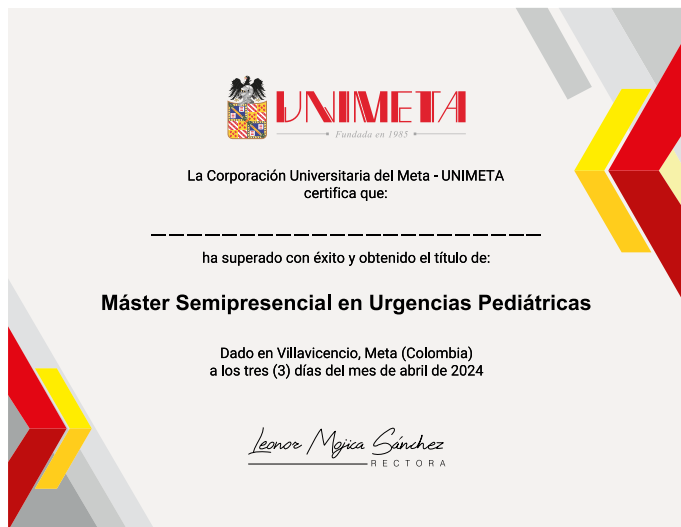 UNIMETA
Fundada en 1985
La Corporación Universitaria del Meta - UNIMETA
certifica que:
ha superado con éxito y obtenido el título de:
Máster Semipresencial en Urgencias Pediátricas
Dado en Villavicencio, Meta (Colombia)
a los tres (3) días del mes de abril de 2024
Leonor Mojica Sánchez
RECTORA